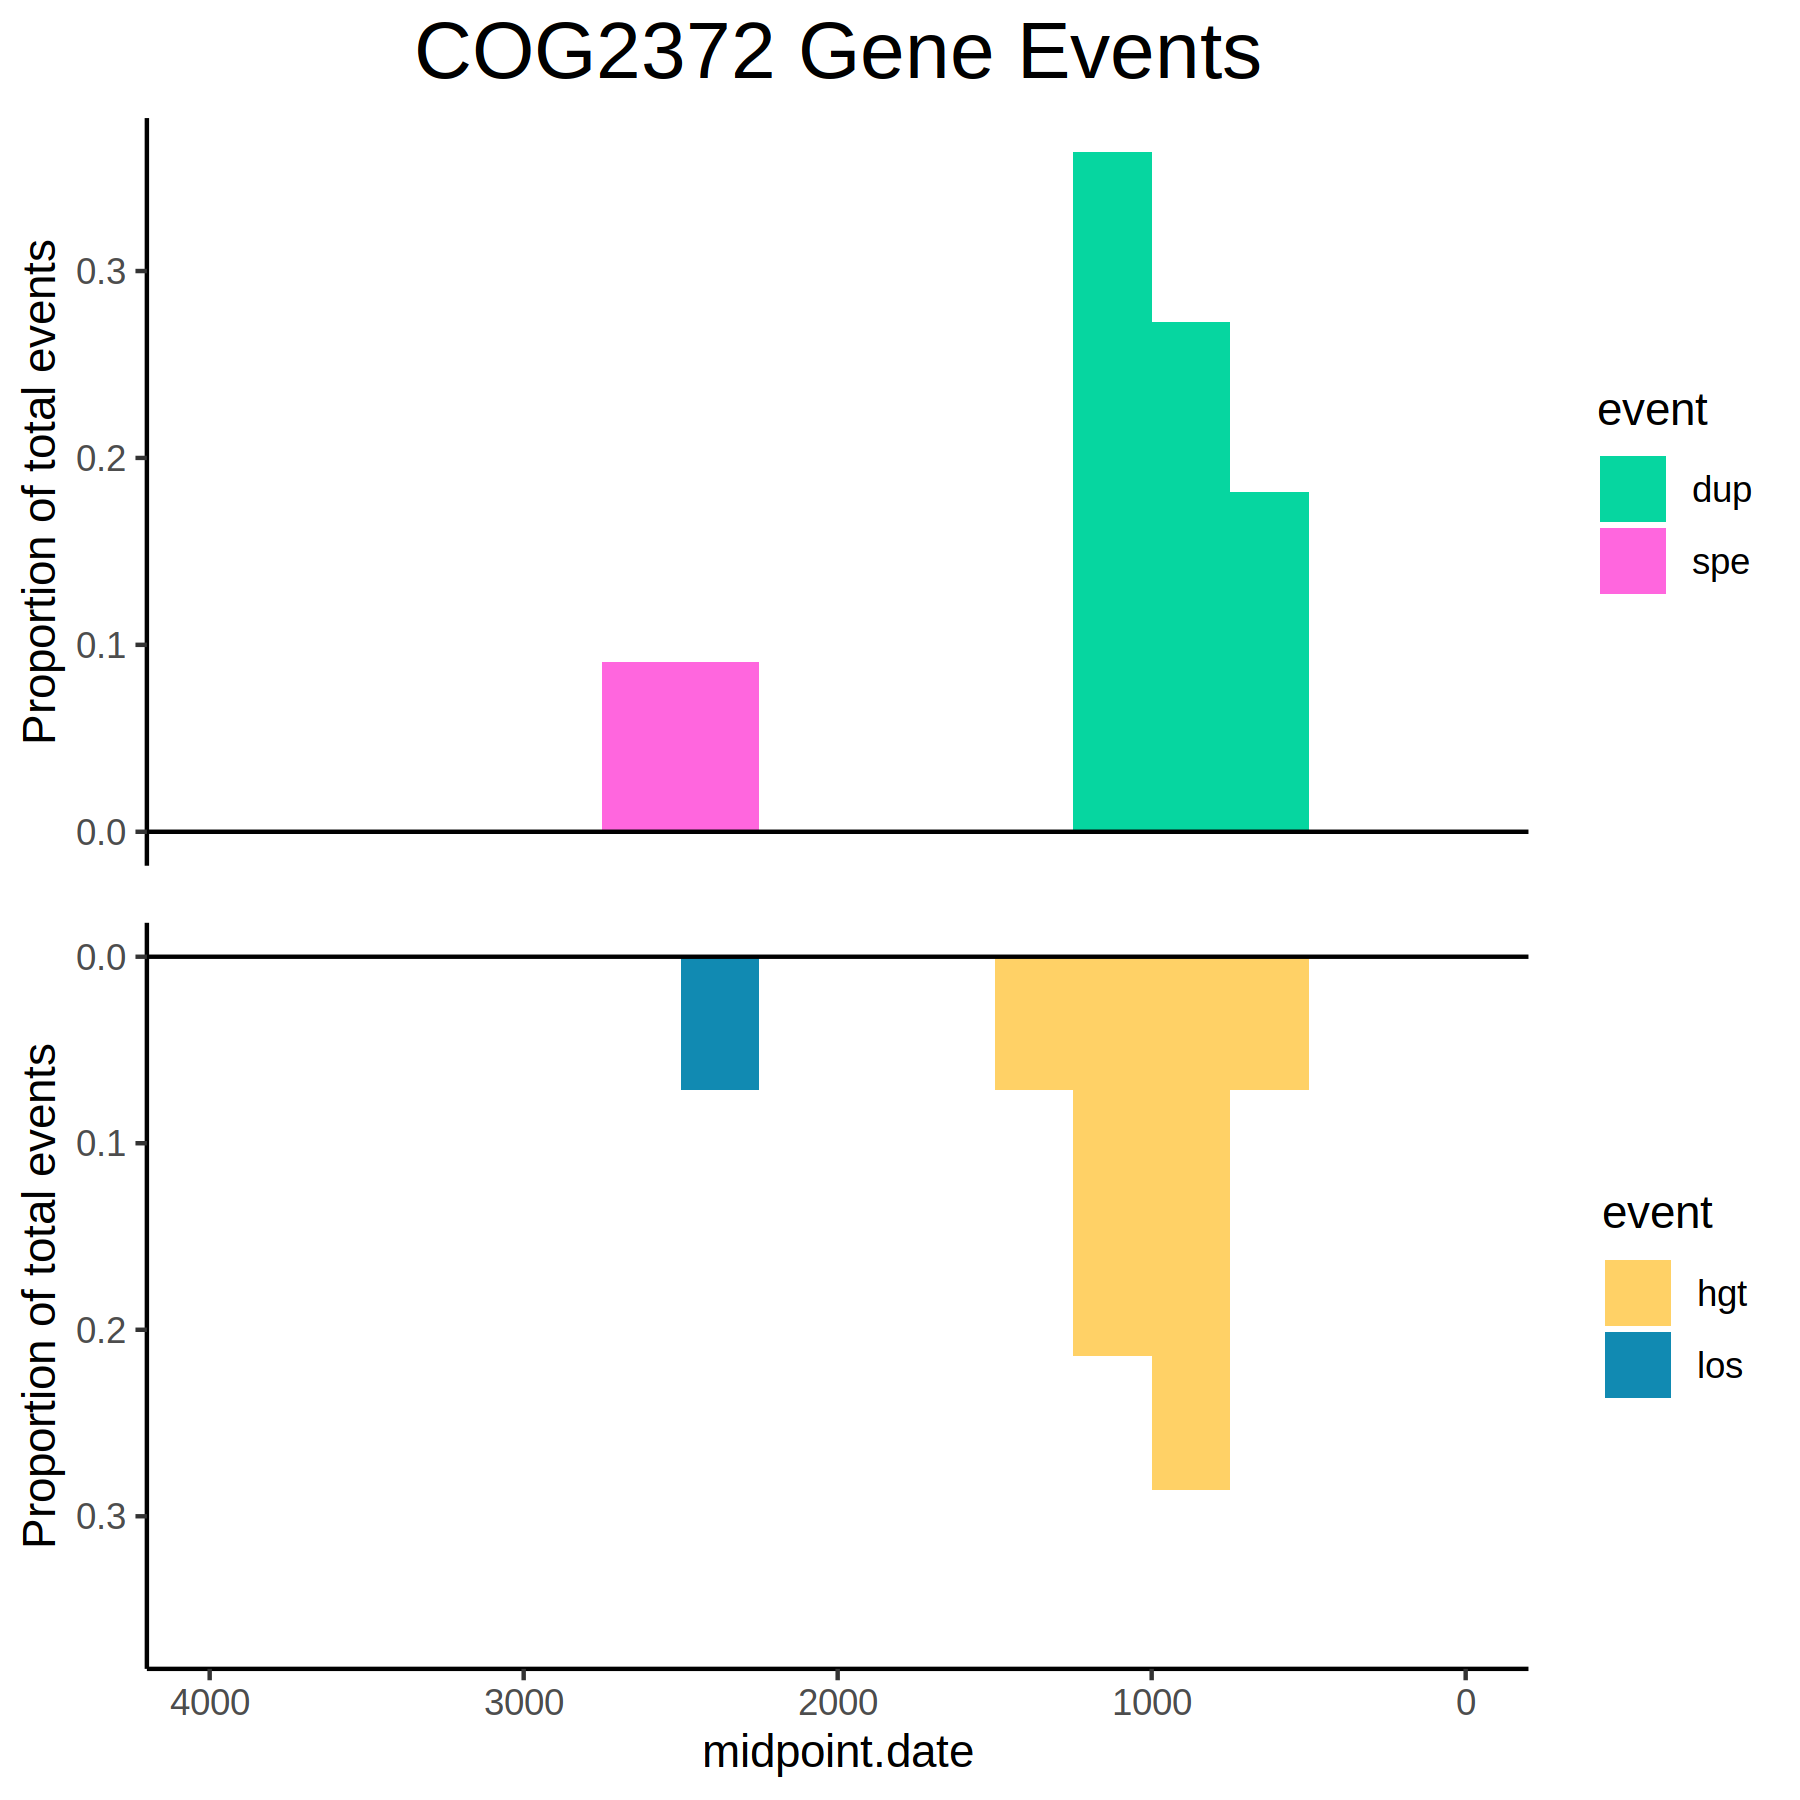 COG2372 Gene Events
Proportion of total events
0.3
0.2
0.1
0.0
event
dup
spe
Proportion of total events
0.0
0.1
0.2
0.3
event
hgt
los
4000 3000 2000 1000 0
midpoint.date